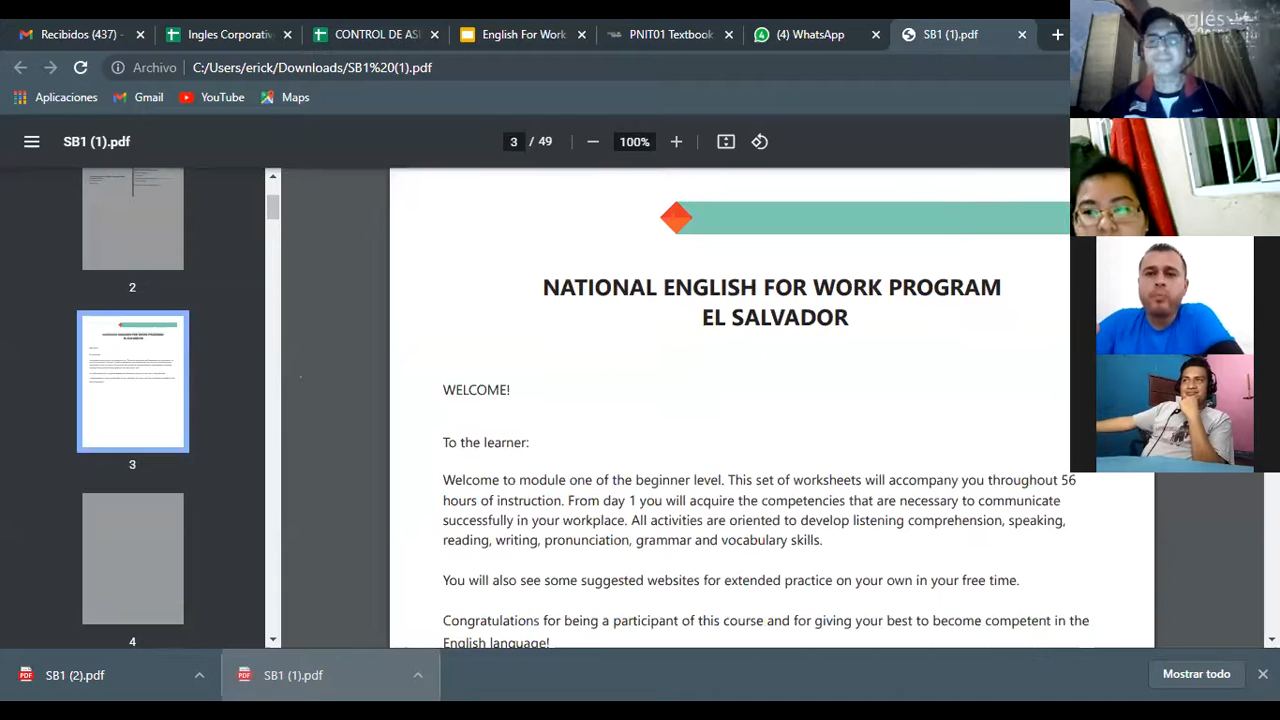 Recibidos (437) -
Ingles Corporativ
CONTROL DE AS
English For Work
PNIT01 Textbook
(4) WhatsApp
SB1 (1).pdf
Archivo
C:/Users/erick/Downloads/SB1%20(1).pdf
Aplicaciones
Gmail
YouTube
Maps
SB1 (1).pdf
3 / 49
100%
2
3
4
NATIONAL ENGLISH FOR WORK PROGRAM
EL SALVADOR
WELCOME!
To the learner:
Welcome to module one of the beginner level. This set of worksheets will accompany you throughout 56
hours of instruction. From day 1 you will acquire the competencies that are necessary to communicate
successfully in your workplace. All activities are oriented to develop listening comprehension, speaking,
reading, writing, pronunciation, grammar and vocabulary skills.
You will also see some suggested websites for extended practice on your own in your free time.
Congratulations for being a participant of this course and for giving your best to become competent in the
English language!
SB1 (2).pdf
SB1 (1).pdf
Mostrar todo